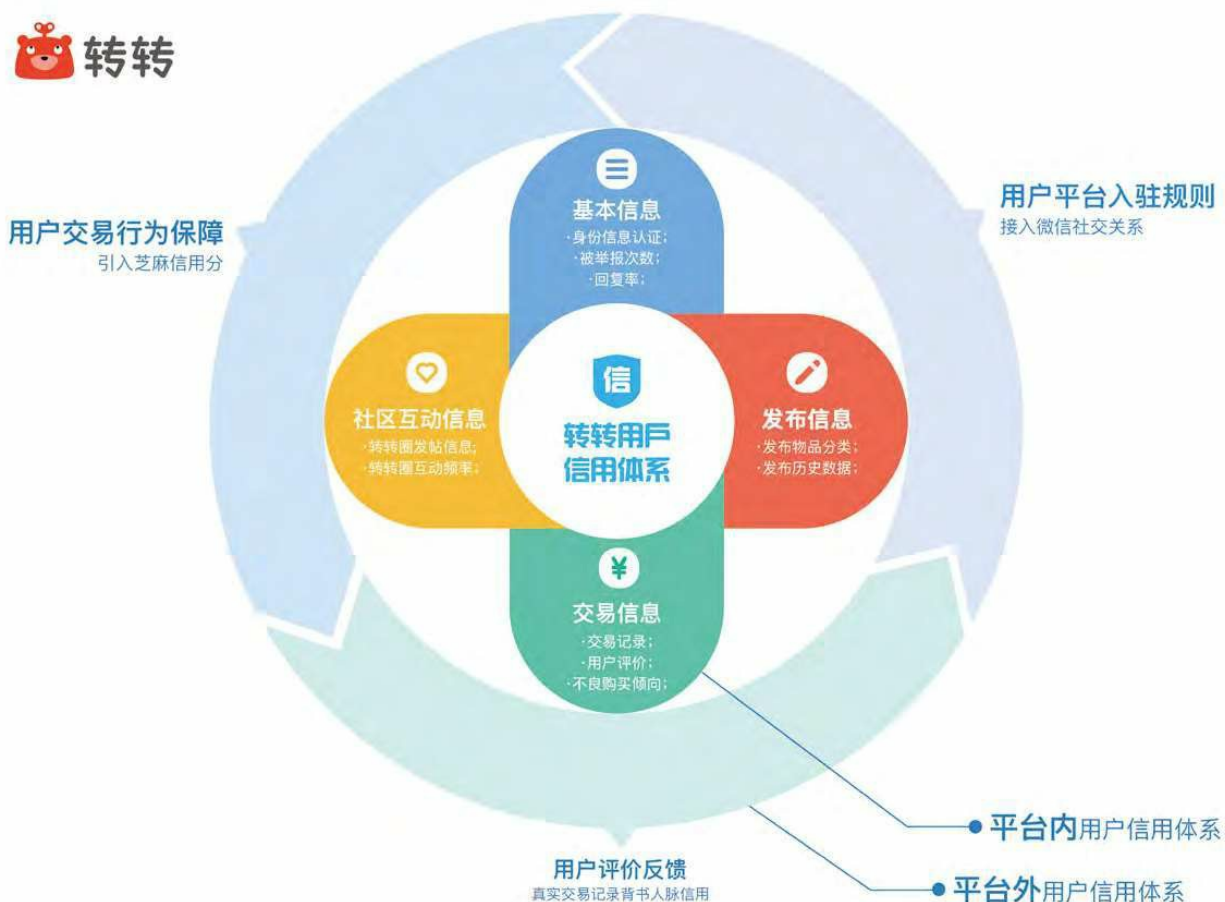 转转
用户平台入驻规则
接入微信社交关系
用户交易行为保障
引入芝麻信用分
基本信息
·身份信息认证;
·被举报次数;
·回复率;
社区互动信息
·转转圈发帖信息;
·转转圈互动频率;
信
转转用戶
信用体系
发布信息
·发布物品分类;
·发布历史数据;
¥
交易信息
·交易记录;
·用户评价;
·不良购买倾向;
平台内用户信用体系
用户评价反馈
真实交易记录背书人脉信用
平台外用户信用体系